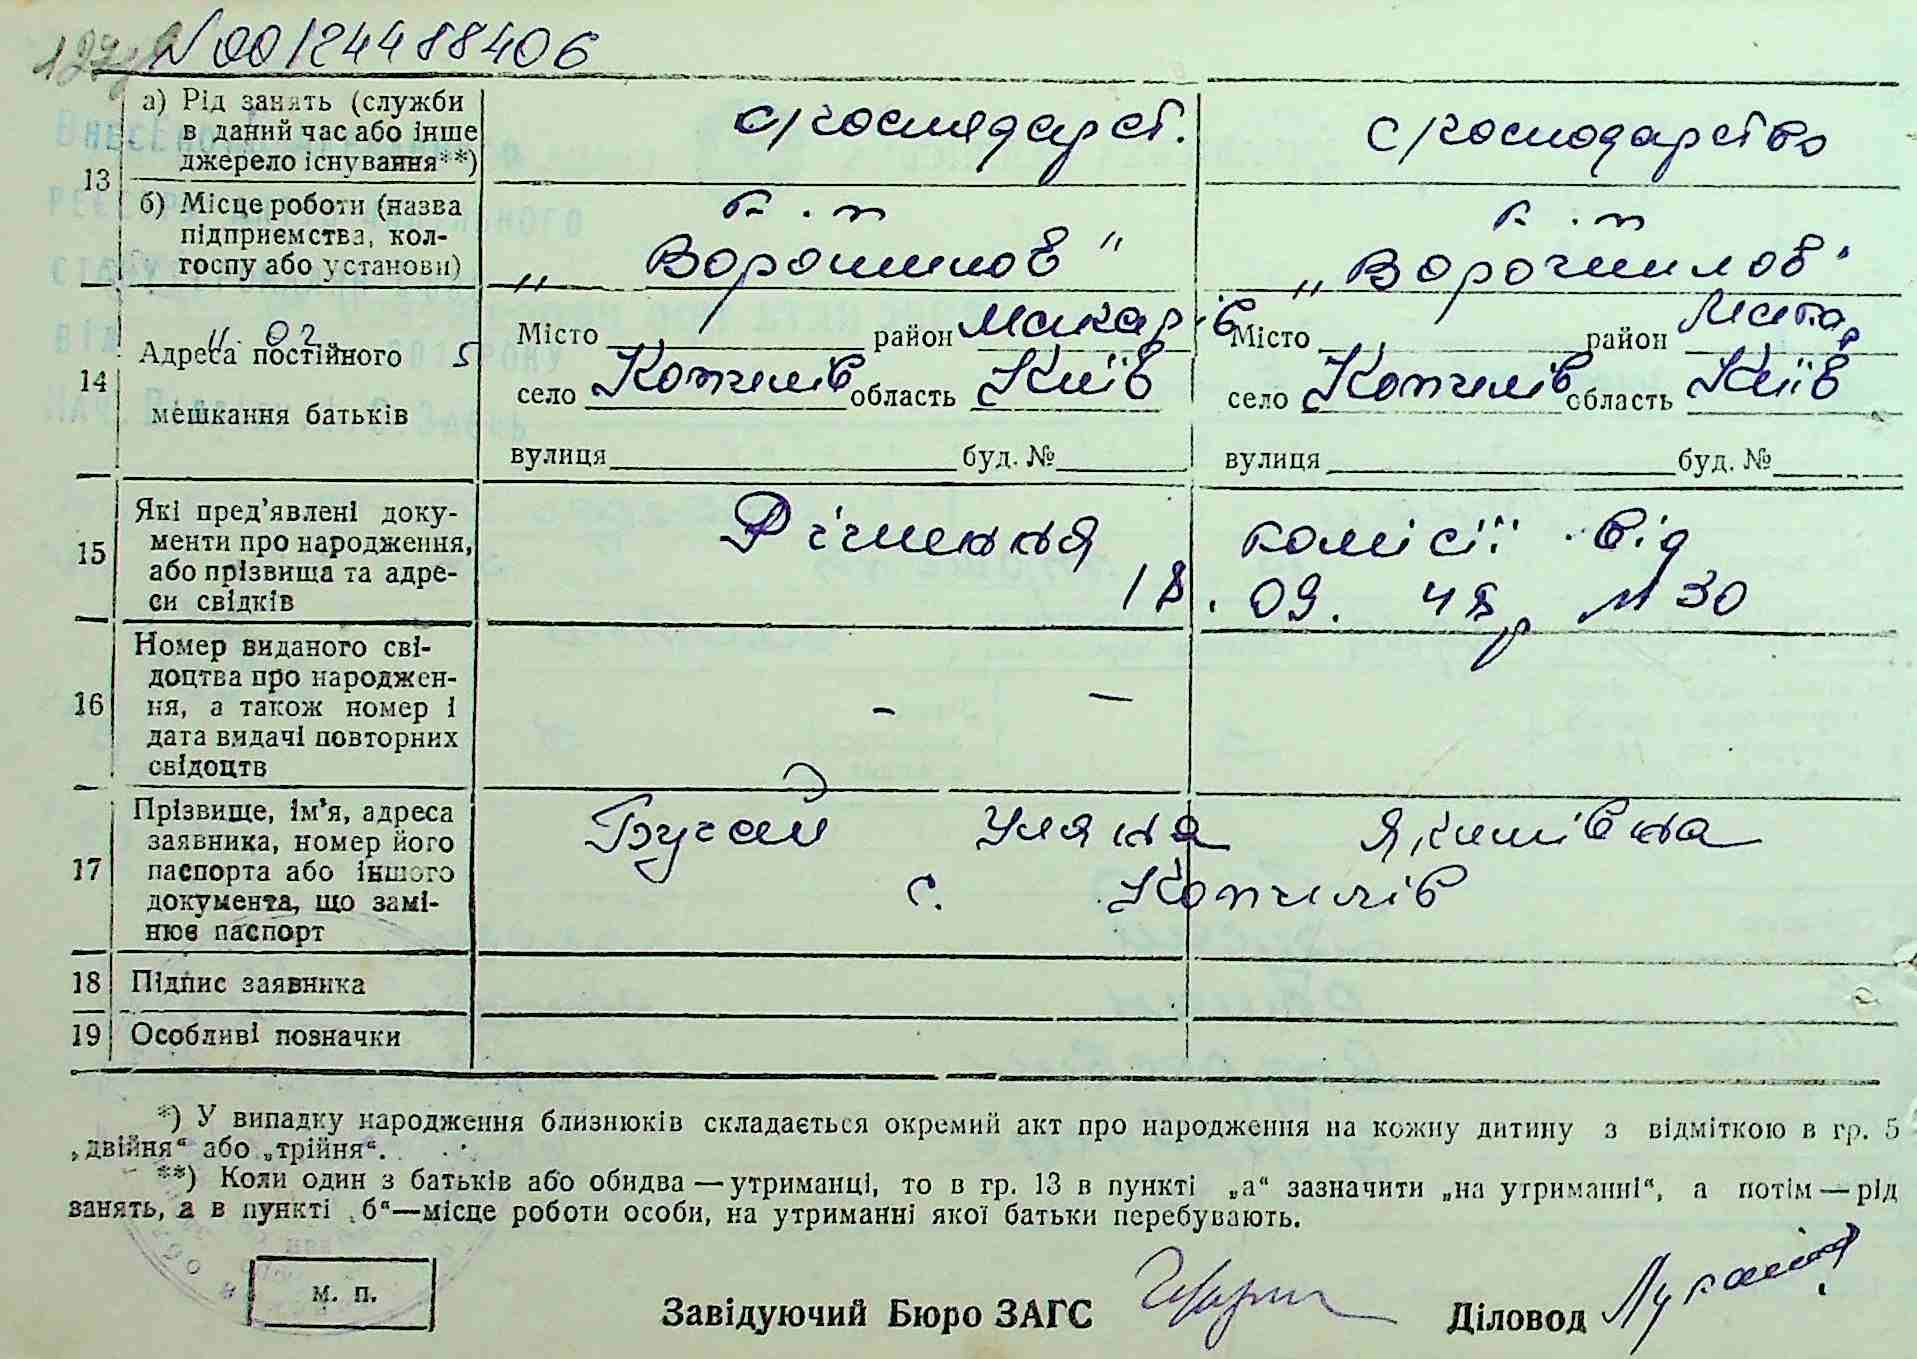 № 00124488406
13 а) Рід занять (служби в даний час або інше джерело існування**) с/господарст. с/господарство
б) Місце роботи (назва підприємства, колгоспу або установи) к-п „Ворошилов" к-п „Ворошилов"
14 Адреса постійного мешкання батьків
Місто район Макарів Місто район Макар
село Копилів область Київ село Копилів область Київ
вулиця буд. № вулиця буд. №
15 Які пред'явлені документи про народження, або прізвища та адреси свідків Рішення комісії від
18. 09. 48 р № 30
16 Номер виданого свідоцтва про народження, а також номер і дата видачі повторних свідоцтв — —
17 Прізвище, ім'я, адреса заявника, номер його паспорта або іншого документа, що замінює паспорт Бугай Уляна Якимівна
с. Копилів
18 Підпис заявника
19 Особливі позначки
*) У випадку народження близнюків складається окремий акт про народження на кожну дитину з відміткою в гр. 5
„двійня“ або „трійня“.
**) Коли один з батьків або обидва — утриманці, то в гр. 13 в пункті „а“ зазначити „на утриманні“, а потім — рід
занять, а в пункті „б“—місце роботи особи, на утриманні якої батьки перебувають.
м. п.
Завідуючий Бюро ЗАГС Діловод